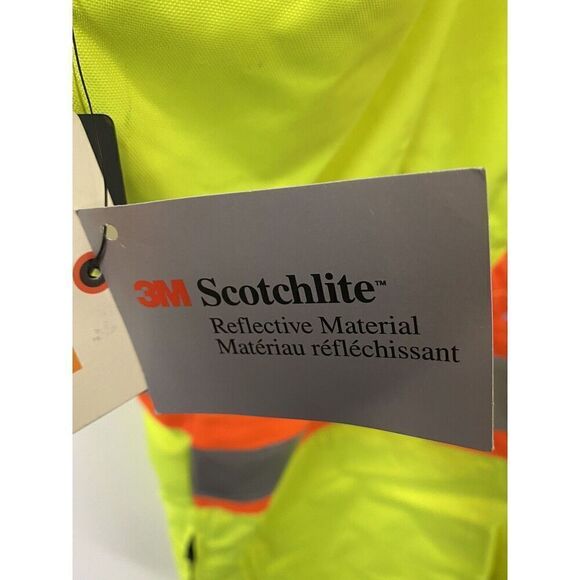 3M Scotchlite™
Reflective Material
Matériau réfléchissant